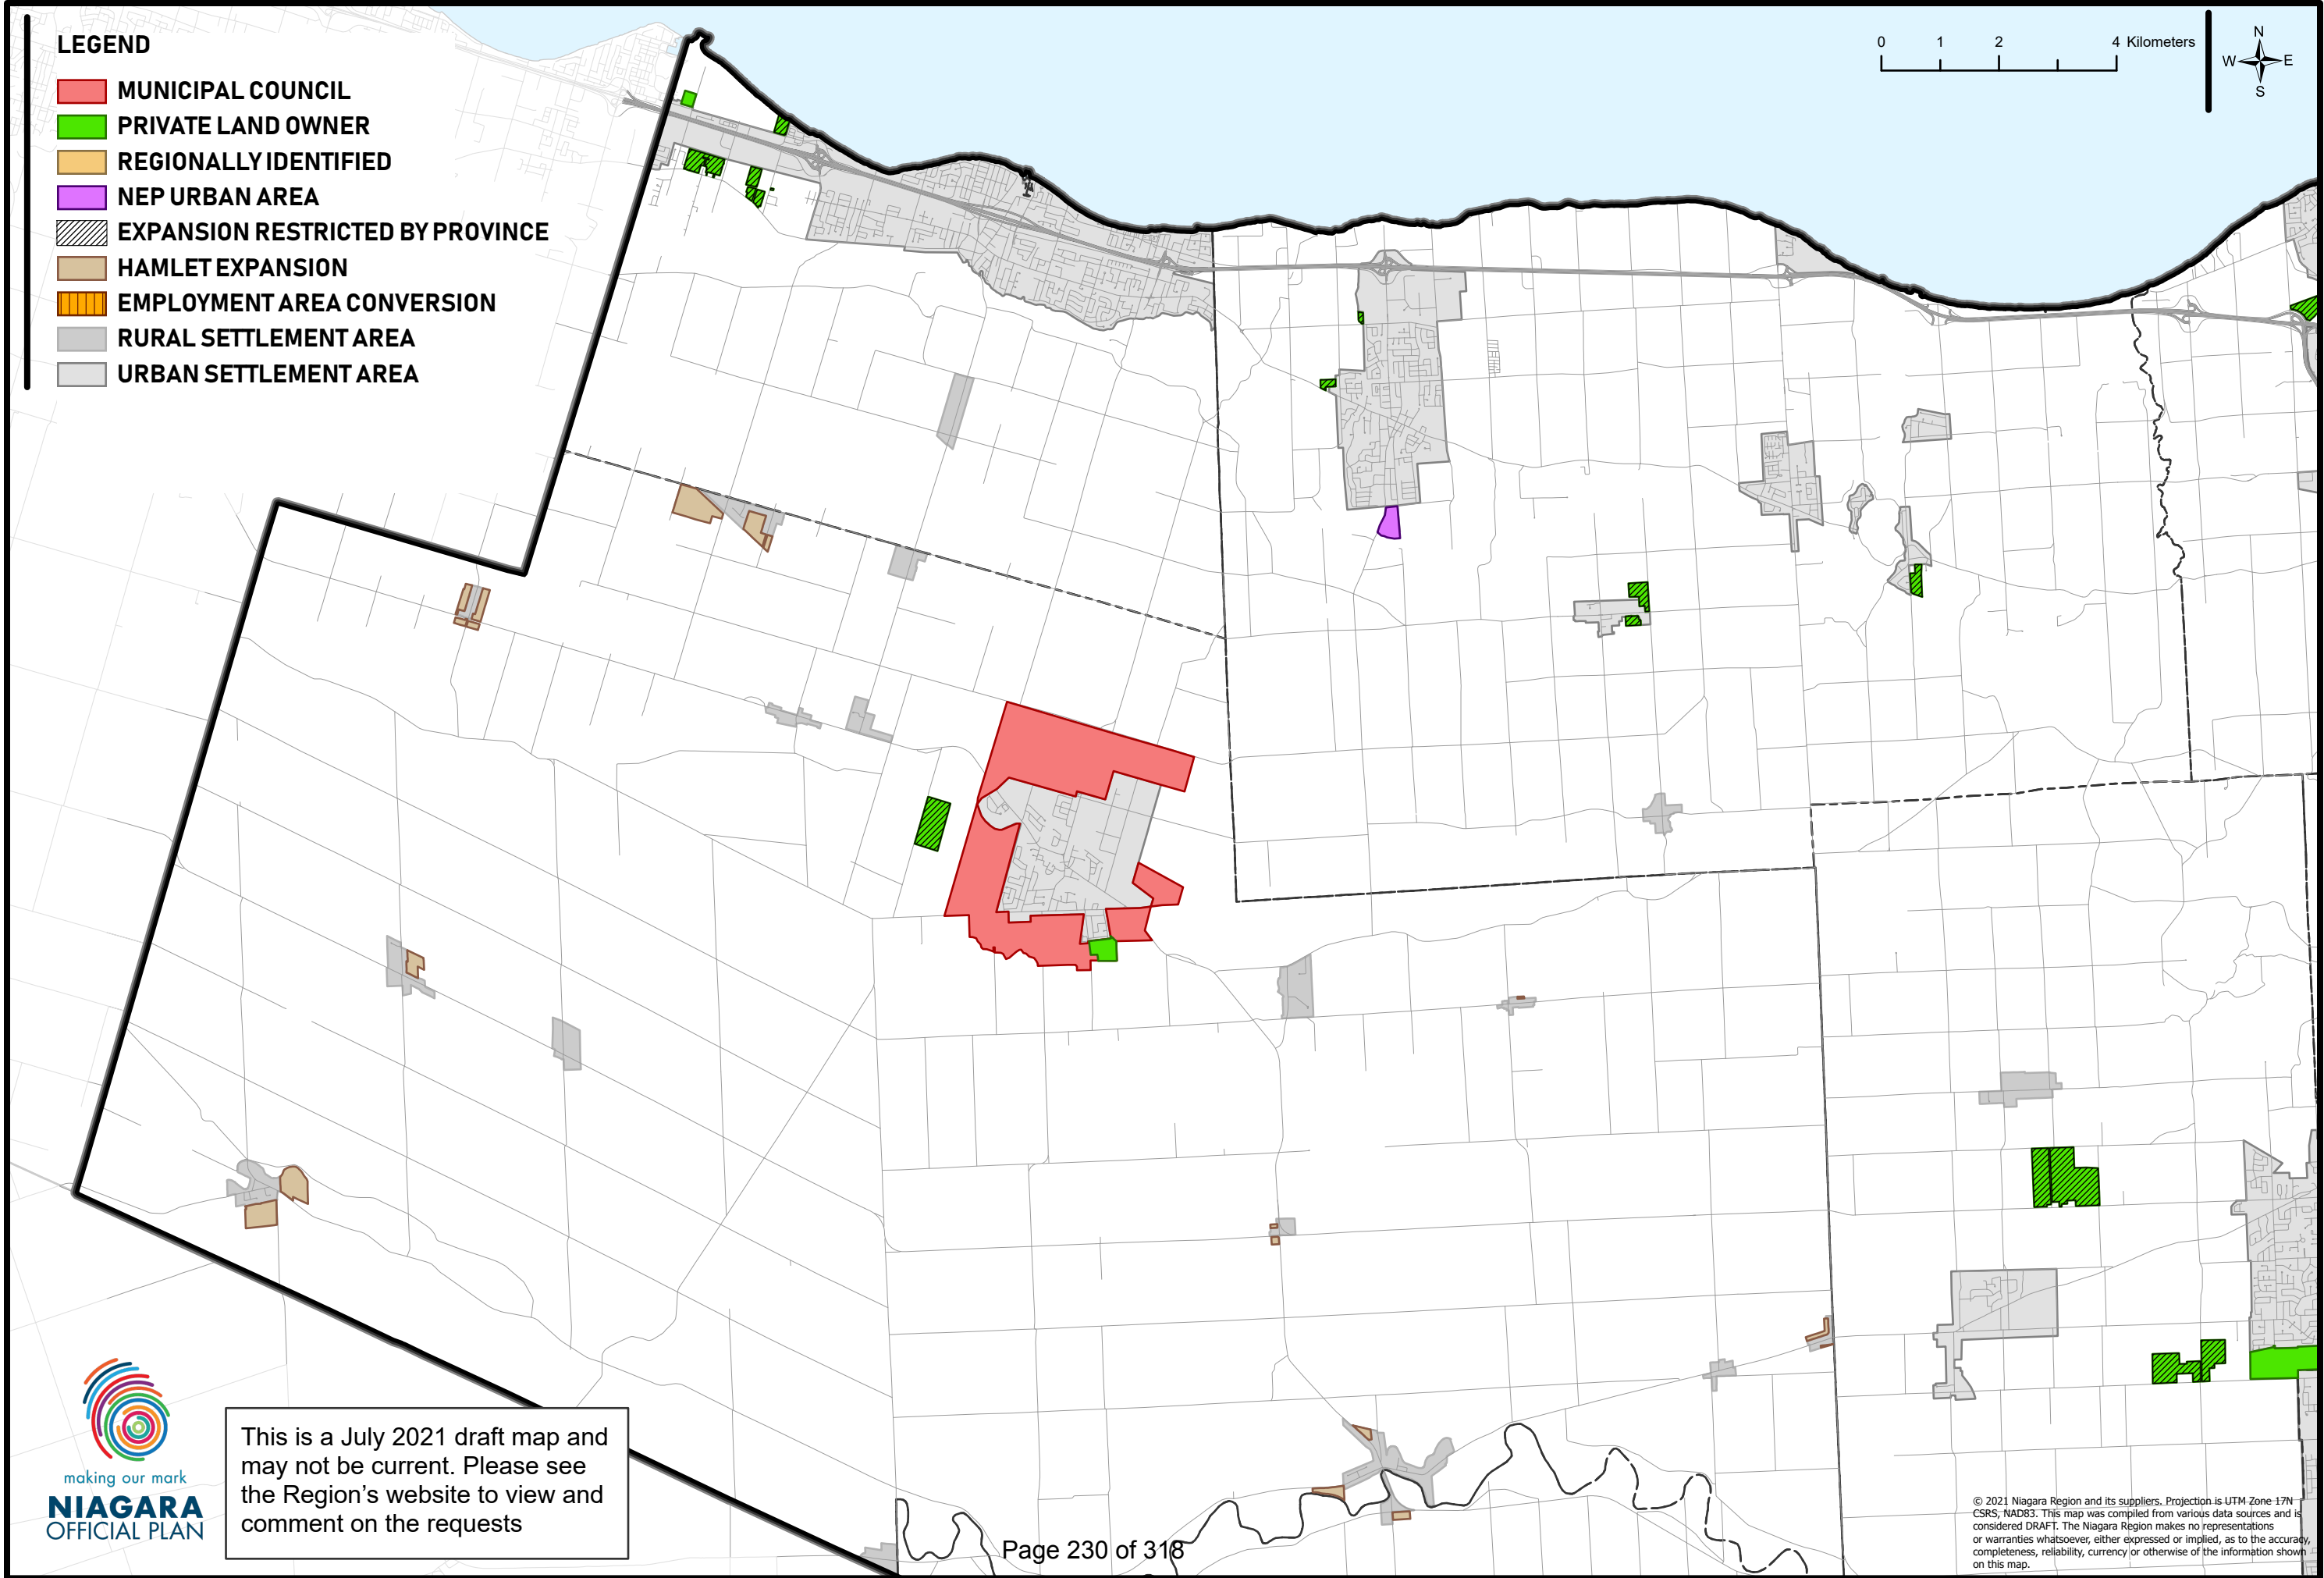 LEGEND
MUNICIPAL COUNCIL
PRIVATE LAND OWNER
REGIONALLY IDENTIFIED
NEP URBAN AREA
EXPANSION RESTRICTED BY PROVINCE
HAMLET EXPANSION
EMPLOYMENT AREA CONVERSION
RURAL SETTLEMENT AREA
URBAN SETTLEMENT AREA
0 1 2 4 Kilometers
N
W E
S
making our mark
NIAGARA
OFFICIAL PLAN
This is a July 2021 draft map and
may not be current. Please see
the Region's website to view and
comment on the requests
Page 230 of 318
© 2021 Niagara Region and its suppliers. Projection is UTM Zone 17N
CSRS, NAD83. This map was compiled from various data sources and is
considered DRAFT. The Niagara Region makes no representations
or warranties whatsoever, either expressed or implied, as to the accuracy,
completeness, reliability, currency or otherwise of the information shown
on this map.